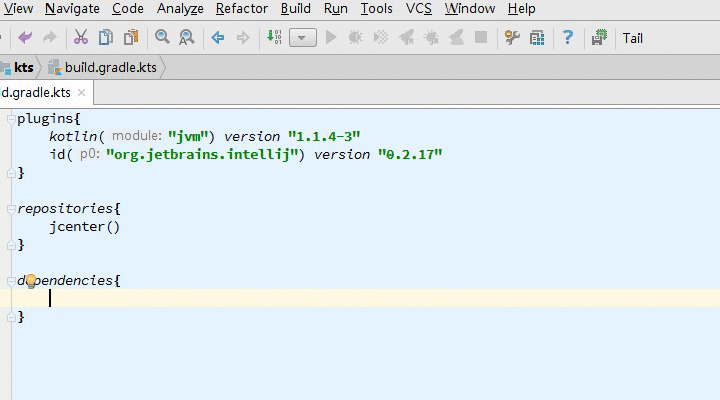 View Navigate Code Analyze Refactor Build Run Tools VCS Window Help
Tail
kts build.gradle.kts
ld.gradle.kts
plugins{
kotlin( module: "jvm") version "1.1.4-3"
id( p0: "org.jetbrains.intellij") version "0.2.17"
}
repositories{
jcenter()
}
dependencies{
}